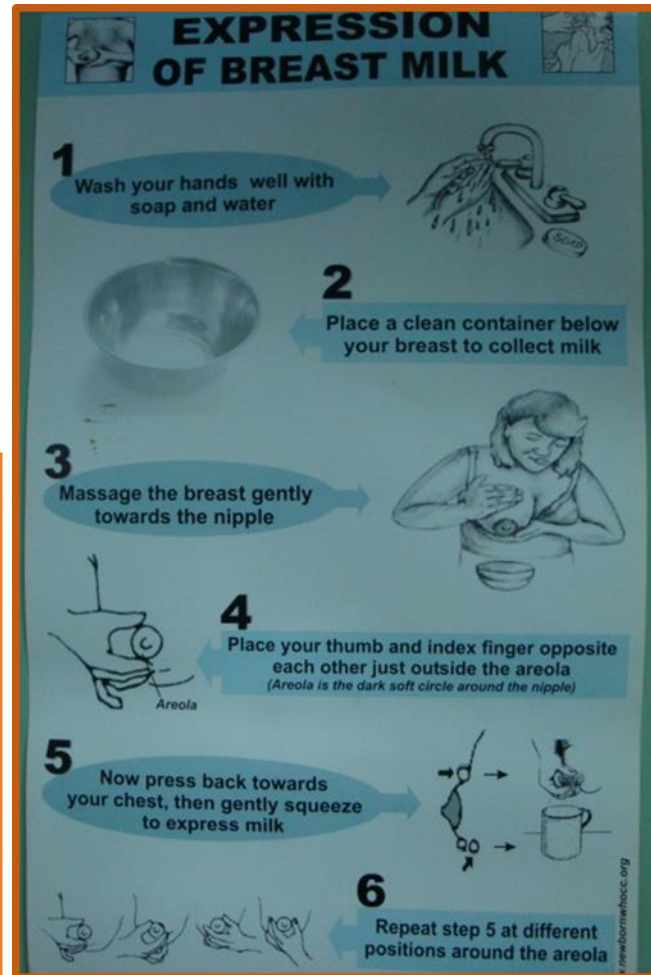 EXPRESSION
OF BREAST MILK
1
Wash your hands well with
soap and water
SOAP
2
Place a clean container below
your breast to collect milk
3
Massage the breast gently
towards the nipple
4
Place your thumb and index finger opposite
each other just outside the areola
(Areola is the dark soft circle around the nipple)
Areola
5
Now press back towards
your chest, then gently squeeze
to express milk
6
Repeat step 5 at different
positions around the areola
newbornwhocc.org